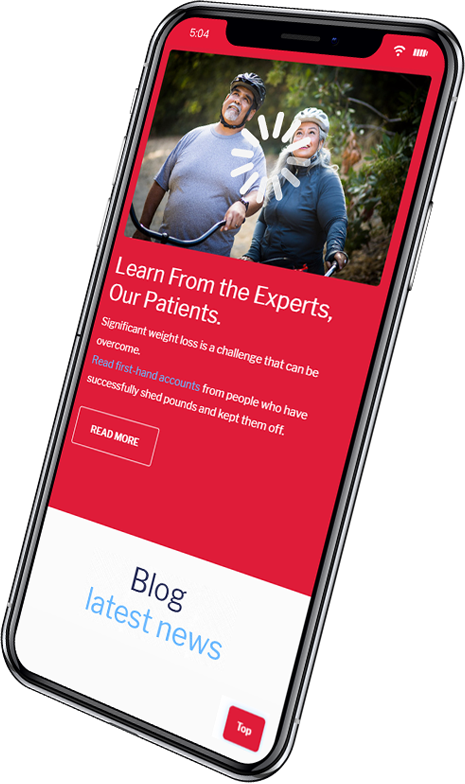 5:04
Learn From the Experts,
Our Patients.
Significant weight loss is a challenge that can be
overcome.
Read first-hand accounts from people who have
successfully shed pounds and kept them off.
READ MORE
Blog
latest news
Top